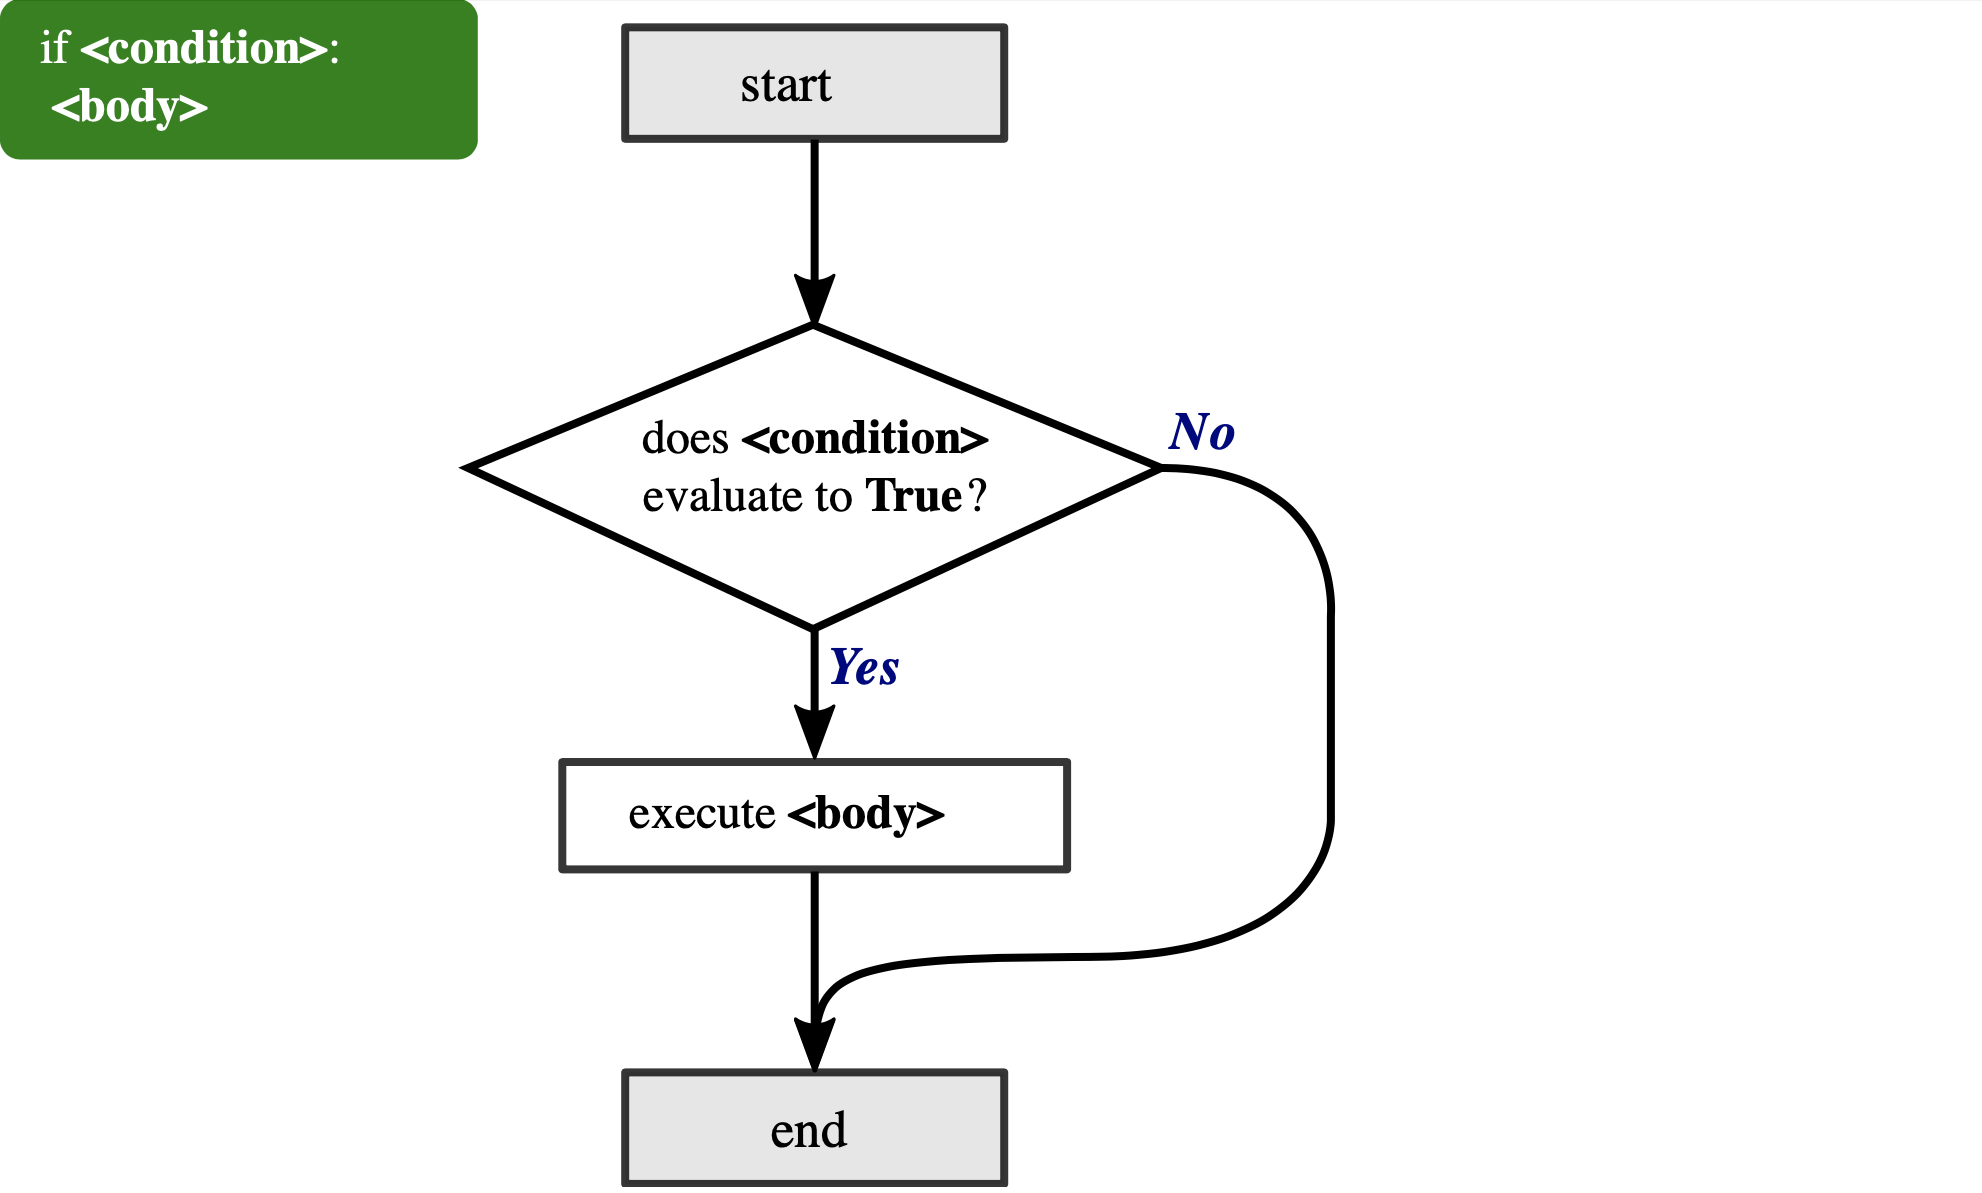 if <condition>:
<body>
start
does <condition>
evaluate to True?
No
Yes
execute <body>
end